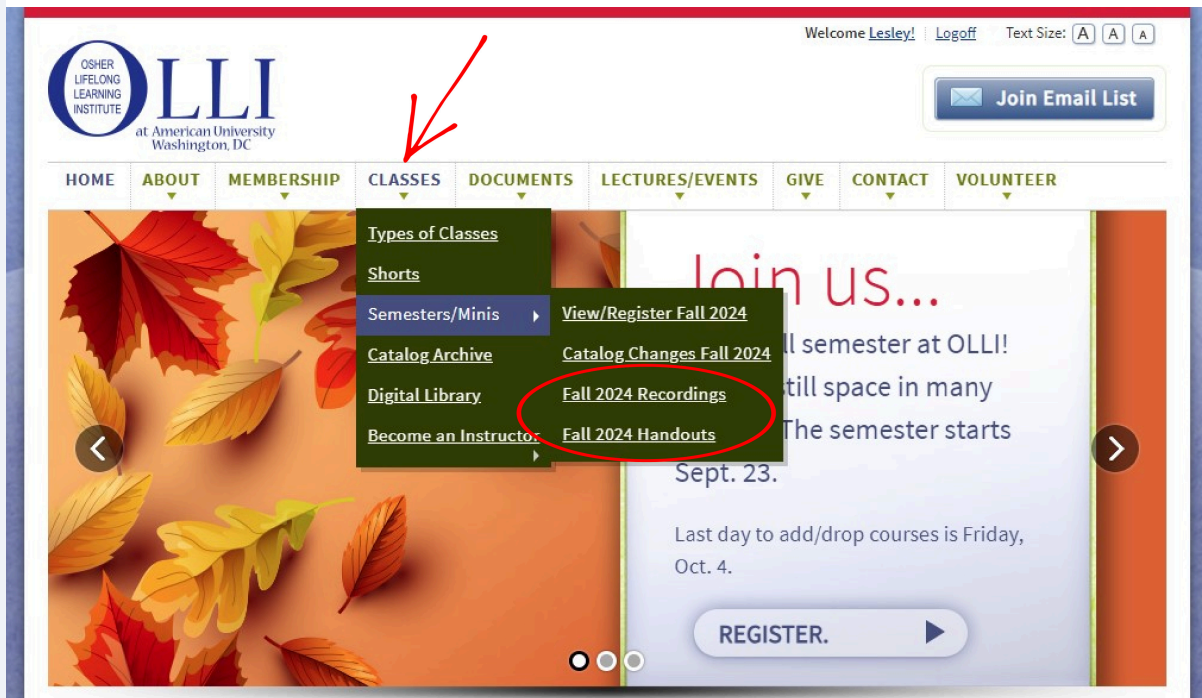 Welcome Lesley! Logoff Text Size: A A A
OSHER
LIFELONG
LEARNING
INSTITUTE
OLLI
at American University
Washington, DC
Join Email List
HOME ABOUT MEMBERSHIP CLASSES DOCUMENTS LECTURES/EVENTS GIVE CONTACT VOLUNTEER
Types of Classes
Shorts
Semesters/Minis
Catalog Archive
Digital Library
Become an Instructor
View/Register Fall 2024
Catalog Changes Fall 2024
Fall 2024 Recordings
Fall 2024 Handouts
Join us...
semester at OLLI!
still space in many
The semester starts
Sept. 23.
Last day to add/drop courses is Friday,
Oct. 4.
REGISTER.